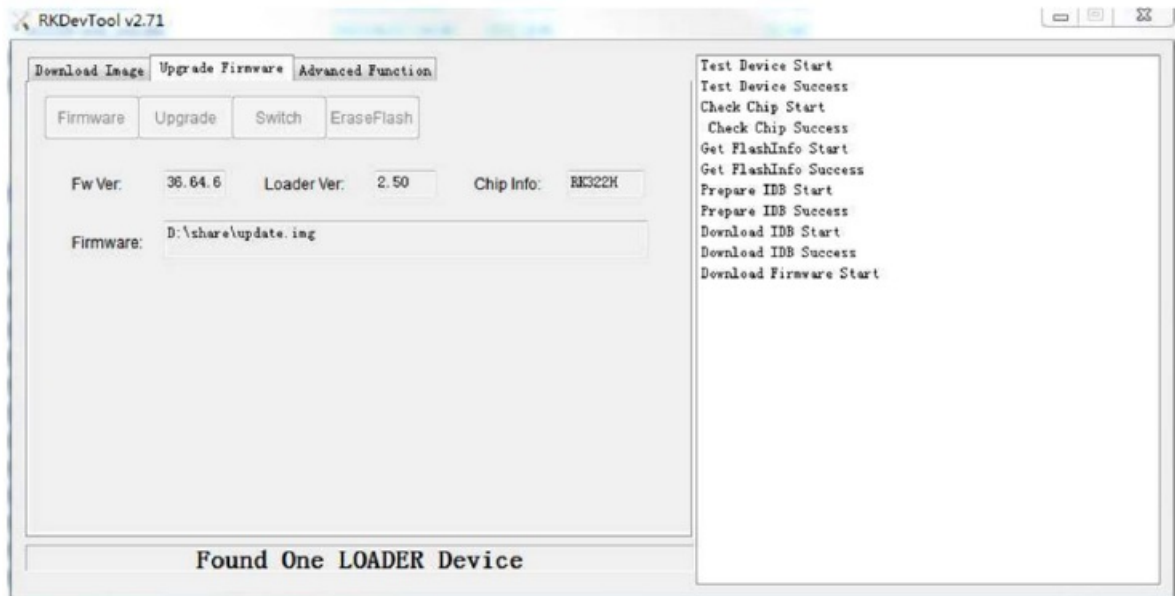 RKDevTool v2.71
Download Image Upgrade Firmware Advanced Function
Firmware Upgrade Switch EraseFlash
Fw Ver: 36.64.6 Loader Ver: 2.50 Chip Info: RK322H
Firmware: D:\share\update.img
Found One LOADER Device
Test Device Start
Test Device Success
Check Chip Start
Check Chip Success
Get FlashInfo Start
Get FlashInfo Success
Prepare IDB Start
Prepare IDB Success
Download IDB Start
Download IDB Success
Download Firmware Start